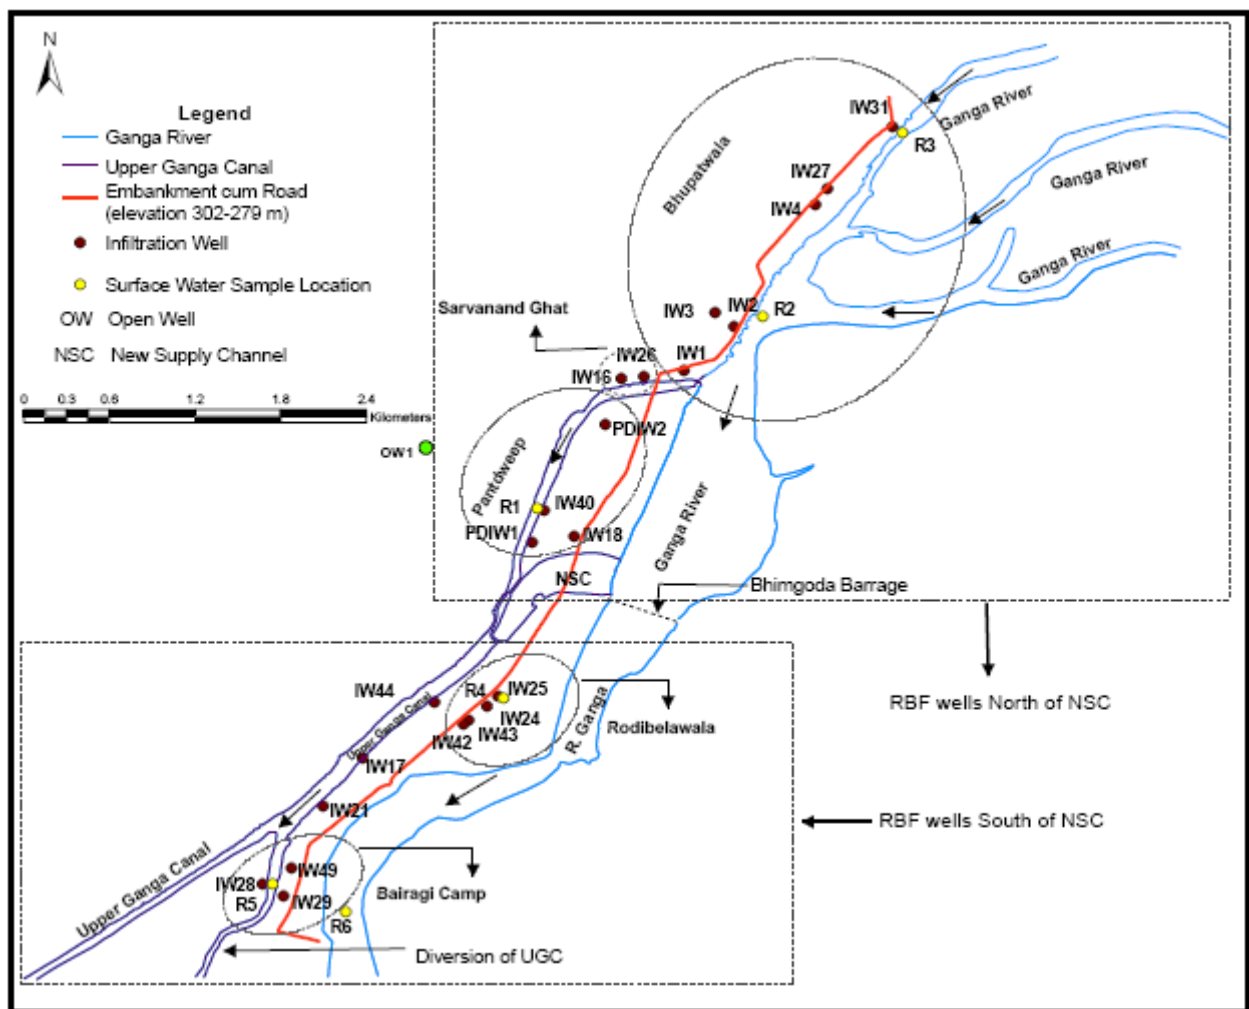 N
Legend
Ganga River
Upper Ganga Canal
Embankment cum Road
(elevation 302-279 m)
Infiltration Well
Surface Water Sample Location
OW Open Well
NSC New Supply Channel
0 0.3 0.6 1.2 1.8 2.4
Kilometers
OW1
IW31
Ganga River
R3
Bhupatwala
IW27
Ganga River
IW4
Ganga River
Sarvanand Ghat
IW3
IW2
R2
IW26
IW1
IW16
PDIW2
Pantdweep
R1
IW40
PDIW1
IW18
Ganga River
NSC
Bhimgoda Barrage
RBF wells North of NSC
IW44
R4
IW25
IW24
Rodibelawala
Upper Ganga Canal
IW42
IW43
R. Ganga
IW17
IW21
RBF wells South of NSC
Upper Ganga Canal
IW49
IW28
Bairagi Camp
R5
IW29
R6
Diversion of UGC